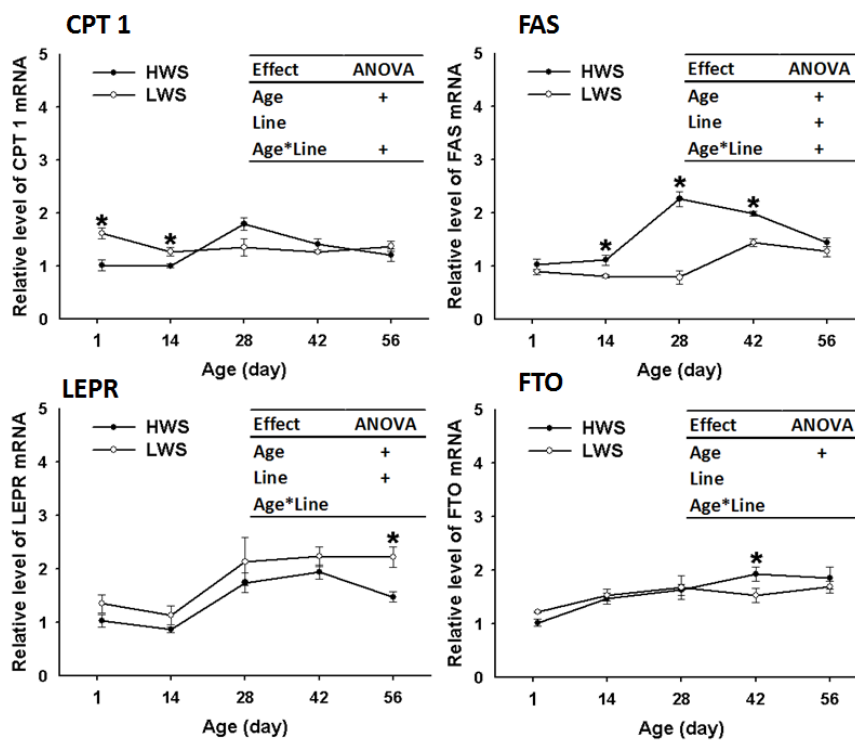 CPT 1
Relative level of CPT 1 mRNA
5
4
3
2
1
0
HWS
LWS
Effect ANOVA
Age +
Line
Age*Line +
*
*
1 14 28 42 56
Age (day)
FAS
Relative level of FAS mRNA
5
4
3
2
1
0
HWS
LWS
Effect ANOVA
Age +
Line +
Age*Line +
*
*
*
1 14 28 42 56
Age (day)
LEPR
Relative level of LEPR mRNA
5
4
3
2
1
0
HWS
LWS
Effect ANOVA
Age +
Line +
Age*Line
*
1 14 28 42 56
Age (day)
FTO
Relative level of FTO mRNA
5
4
3
2
1
0
HWS
LWS
Effect ANOVA
Age +
Line
Age*Line
*
1 14 28 42 56
Age (day)